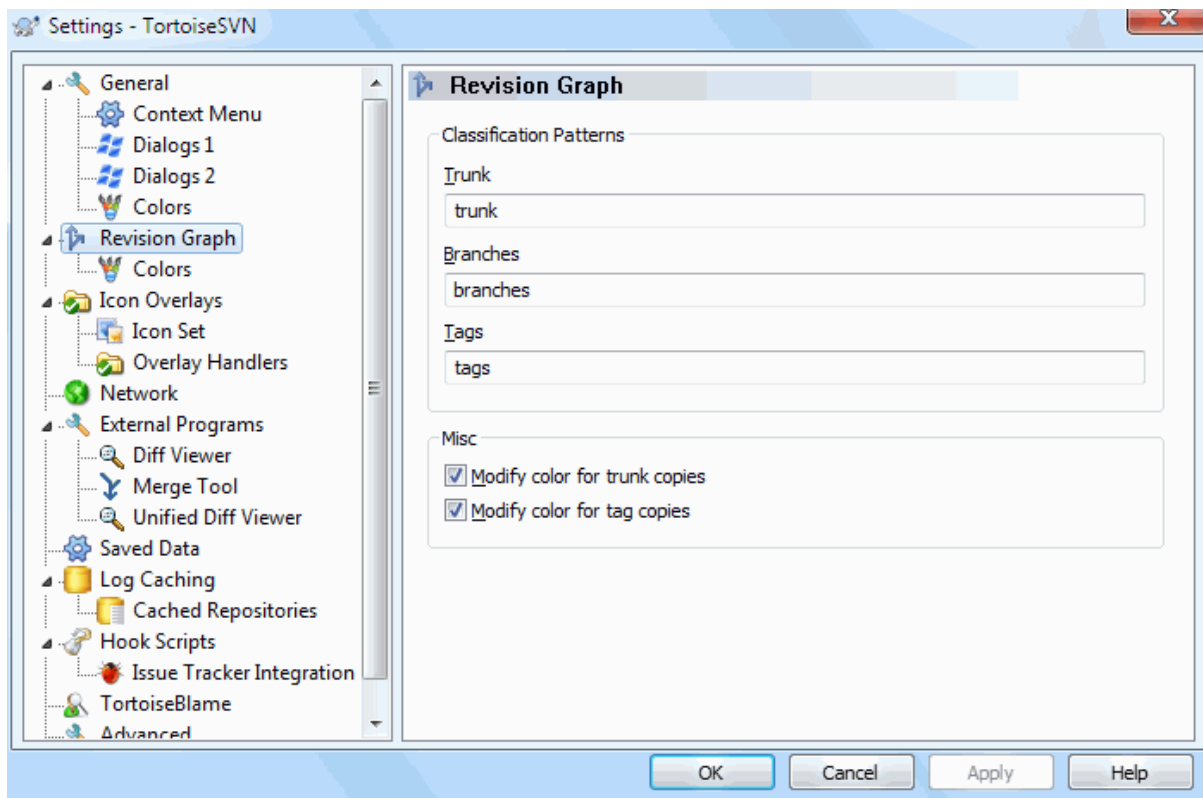 Settings - TortoiseSVN
General
Context Menu
Dialogs 1
Dialogs 2
Colors
Revision Graph
Colors
Icon Overlays
Icon Set
Overlay Handlers
Network
External Programs
Diff Viewer
Merge Tool
Unified Diff Viewer
Saved Data
Log Caching
Cached Repositories
Hook Scripts
Issue Tracker Integration
TortoiseBlame
Advanced
Revision Graph
Classification Patterns
Trunk
trunk
Branches
branches
Tags
tags
Misc
Modify color for trunk copies
Modify color for tag copies
OK
Cancel
Apply
Help